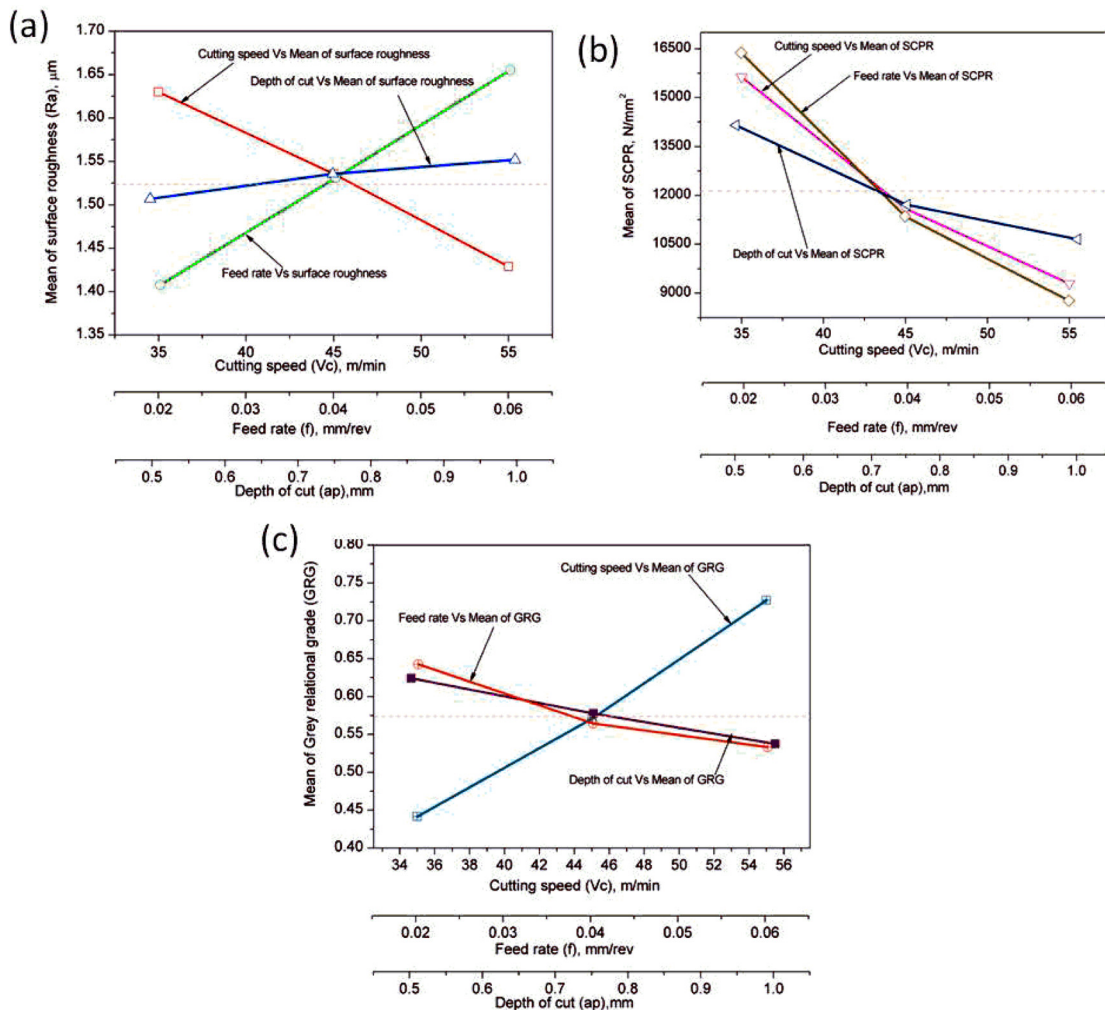 (a)
Mean of surface roughness (Ra), μm
1.70
1.65
1.60
1.55
1.50
1.45
1.40
1.35
Cutting speed Vs Mean of surface roughness
Depth of cut Vs Mean of surface roughness
Feed rate Vs surface roughness
35 40 45 50 55
Cutting speed (Vc), m/min
0.02 0.03 0.04 0.05 0.06
Feed rate (f), mm/rev
0.5 0.6 0.7 0.8 0.9 1.0
Depth of cut (ap),mm
(b)
Mean of SCPR, N/mm²
16500
15000
13500
12000
10500
9000
Cutting speed Vs Mean of SCPR
Feed rate Vs Mean of SCPR
Depth of cut Vs Mean of SCPR
35 40 45 50 55
Cutting speed (Vc), m/min
0.02 0.03 0.04 0.05 0.06
Feed rate (f), mm/rev
0.5 0.6 0.7 0.8 0.9 1.0
Depth of cut (ap),mm
(c)
Mean of Grey relational grade (GRG)
0.80
0.75
0.70
0.65
0.60
0.55
0.50
0.45
0.40
Cutting speed Vs Mean of GRG
Feed rate Vs Mean of GRG
Depth of cut Vs Mean of GRG
34 36 38 40 42 44 46 48 50 52 54 56
Cutting speed (Vc), m/min
0.02 0.03 0.04 0.05 0.06
Feed rate (f), mm/rev
0.5 0.6 0.7 0.8 0.9 1.0
Depth of cut (ap),mm